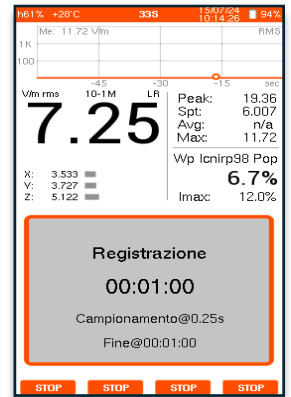 h61% +28°C 33S 15/07/24 10:14:26 94%
Me: 11.72 V/m RMS
1K
100
-45 -30 -15 sec
V/m rms 10-1M LR
7.25
Peak: 19.36
Spt: 6.007
Avg: n/a
Max: 11.72
Wp Icnirp98 Pop
6.7%
Imax: 12.0%
X: 3.533
Y: 3.727
Z: 5.122
Registrazione
00:01:00
Campionamento@0.25s
Fine@00:01:00
STOP STOP STOP STOP